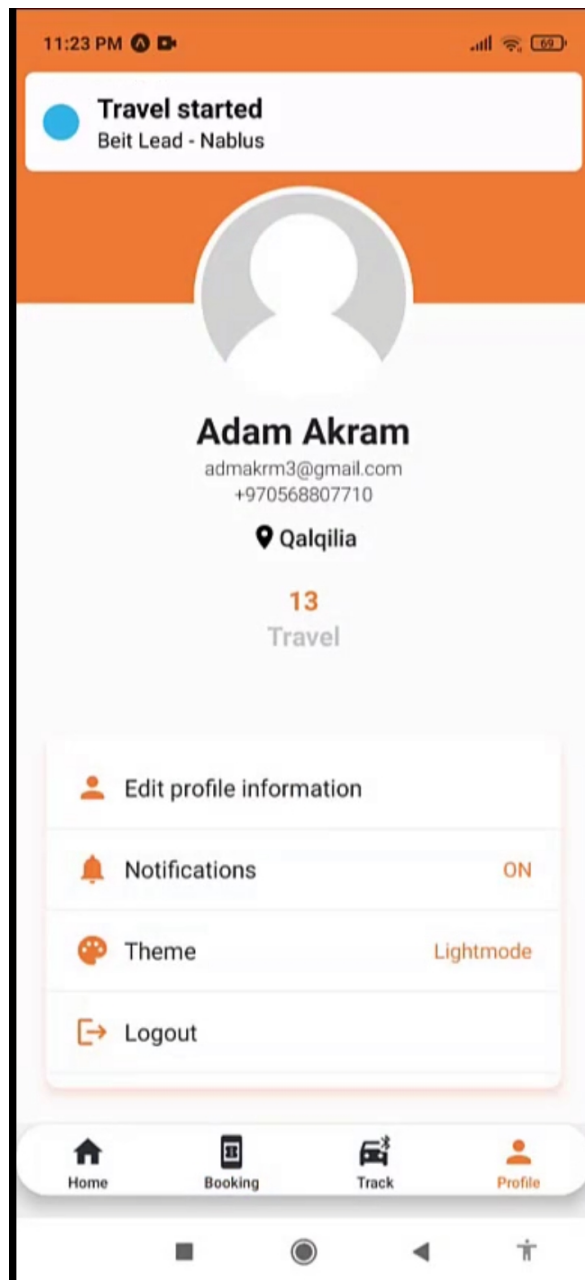 11:23 PM
69
Travel started
Beit Lead - Nablus
Adam Akram
admakrm3@gmail.com
+970568807710
Qalqilia
13
Travel
Edit profile information
Notifications ON
Theme Lightmode
Logout
Home Booking Track Profile